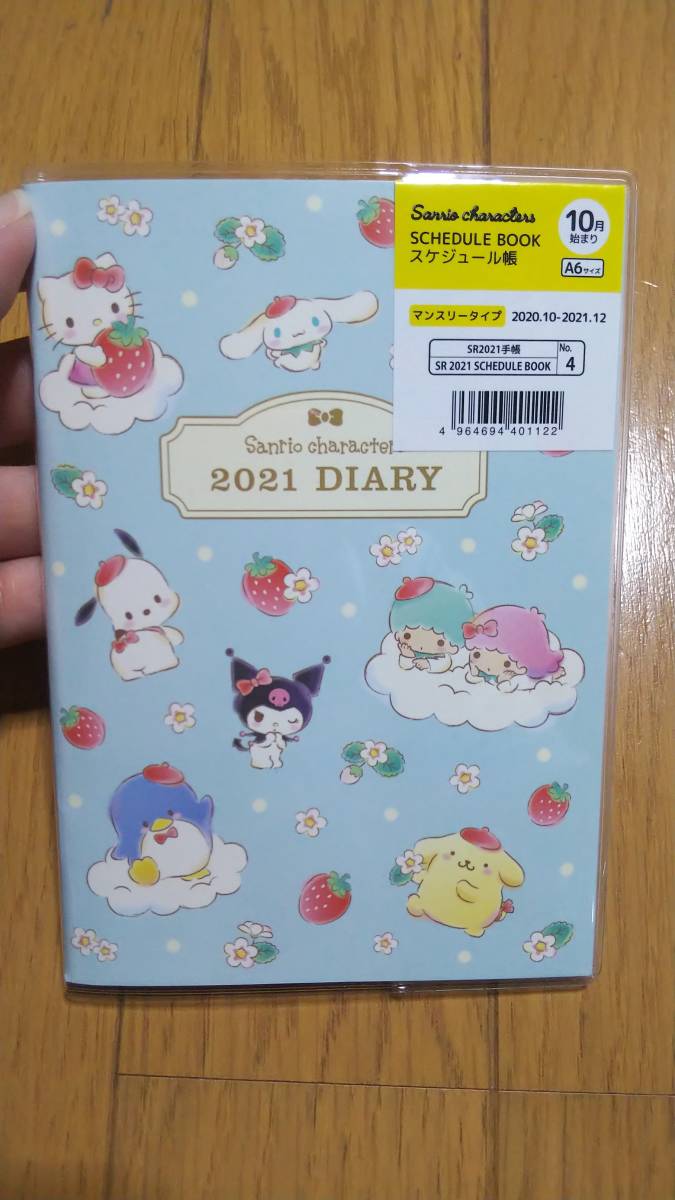 Sanrio characters
SCHEDULE BOOK
スケジュール帳
10月
始まり
A6サイズ
マンスリータイプ 2020.10-2021.12
SR2021手帳
SR 2021 SCHEDULE BOOK
No.
4
4 964694 401122
Sanrio character
2021 DIARY